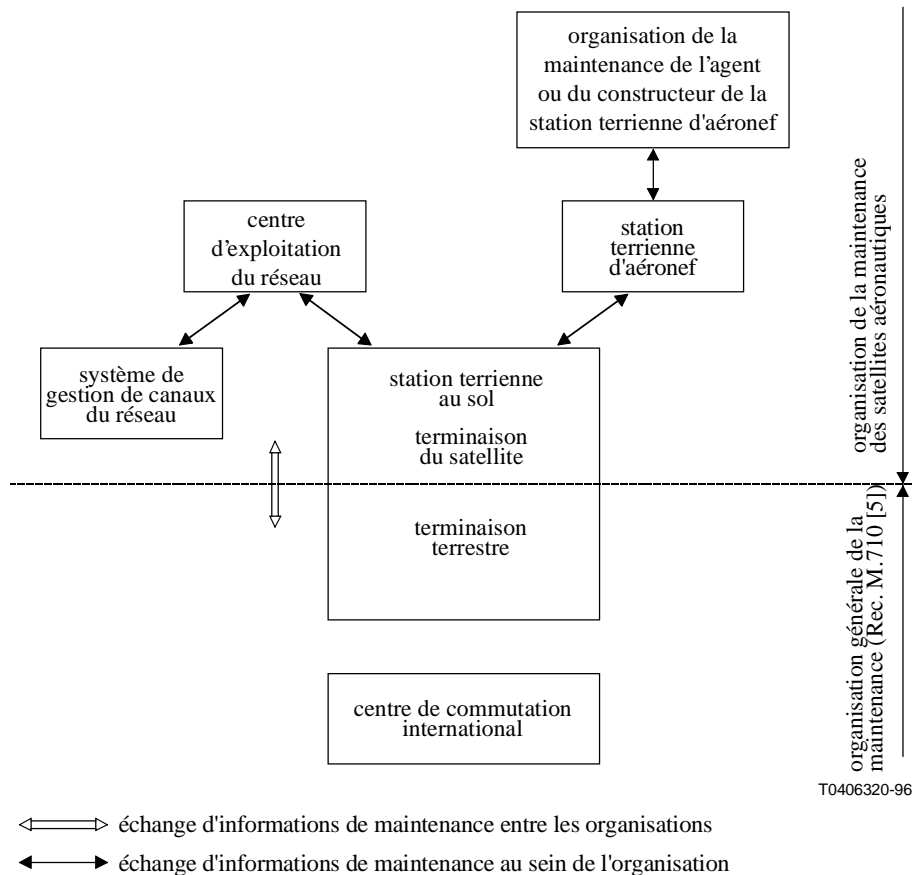 organisation de la
maintenance de l'agent
ou du constructeur de la
station terrienne d'aéronef
centre
d'exploitation
du réseau
station
terrienne
d'aéronef
système de
gestion de canaux
du réseau
station terrienne
au sol
terminaison
du satellite
terminaison
terrestre
centre de commutation
international
organisation de la maintenance
des satellites aéronautiques
organisation générale de la
maintenance (Rec. M.710 [5])
T0406320-96
échange d'informations de maintenance entre les organisations
échange d'informations de maintenance au sein de l'organisation